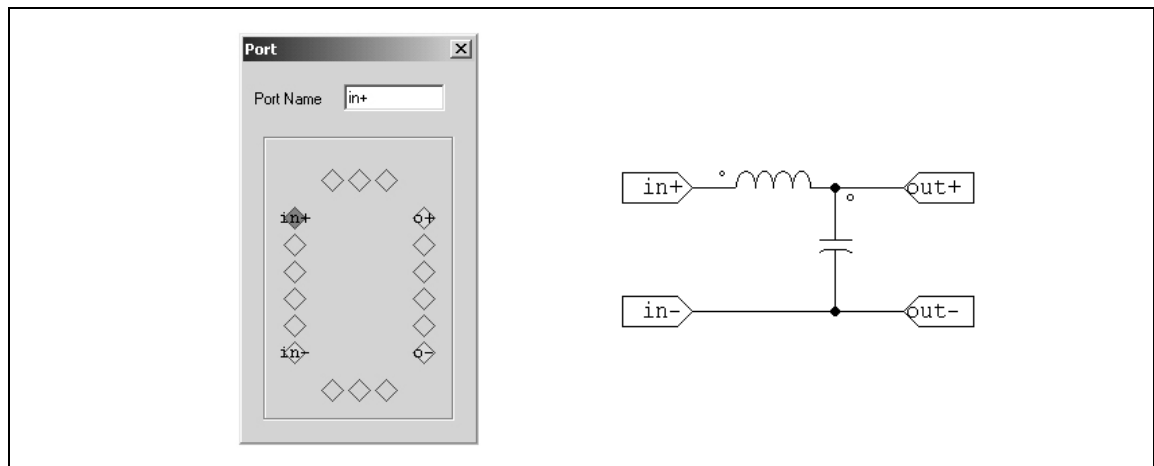 Port
Port Name in+
in+ o+
in- o-
in+ out+
in- out-